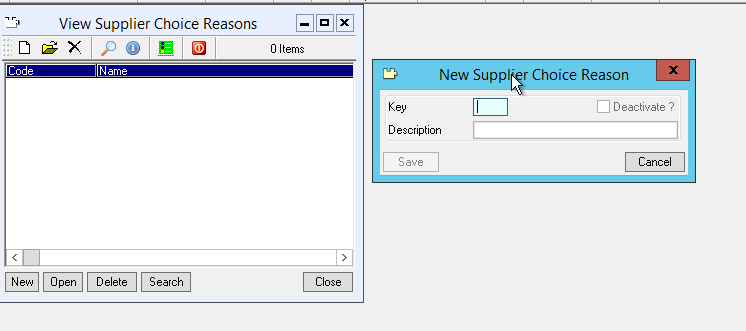 View Supplier Choice Reasons
0 Items
Code Name
New Open Delete Search Close
New Supplier Choice Reason
Key Deactivate ?
Description
Save Cancel